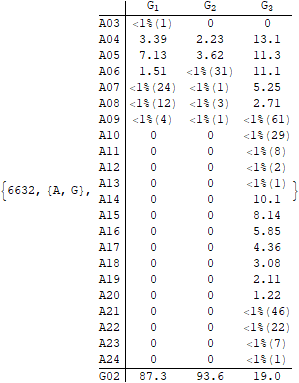 G₁ G₂ G₃
A03 <1%(1) 0 0
A04 3.39 2.23 13.1
A05 7.13 3.62 11.3
A06 1.51 <1%(31) 11.1
A07 <1%(24) <1%(1) 5.25
A08 <1%(12) <1%(3) 2.71
A09 <1%(4) <1%(1) <1%(61)
A10 0 0 <1%(29)
A11 0 0 <1%(8)
A12 0 0 <1%(2)
{6632, {A, G}, A13 0 0 <1%(1) }
A14 0 0 10.1
A15 0 0 8.14
A16 0 0 5.85
A17 0 0 4.36
A18 0 0 3.08
A19 0 0 2.11
A20 0 0 1.22
A21 0 0 <1%(46)
A22 0 0 <1%(22)
A23 0 0 <1%(7)
A24 0 0 <1%(1)
G02 87.3 93.6 19.0